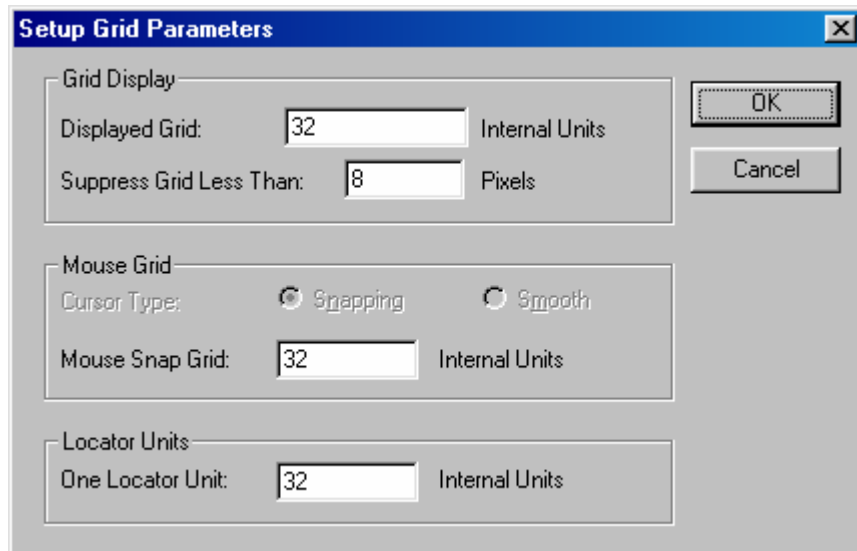 Setup Grid Parameters
Grid Display
Displayed Grid: 32 Internal Units
Suppress Grid Less Than: 8 Pixels
OK
Cancel
Mouse Grid
Cursor Type: Snapping Smooth
Mouse Snap Grid: 32 Internal Units
Locator Units
One Locator Unit: 32 Internal Units